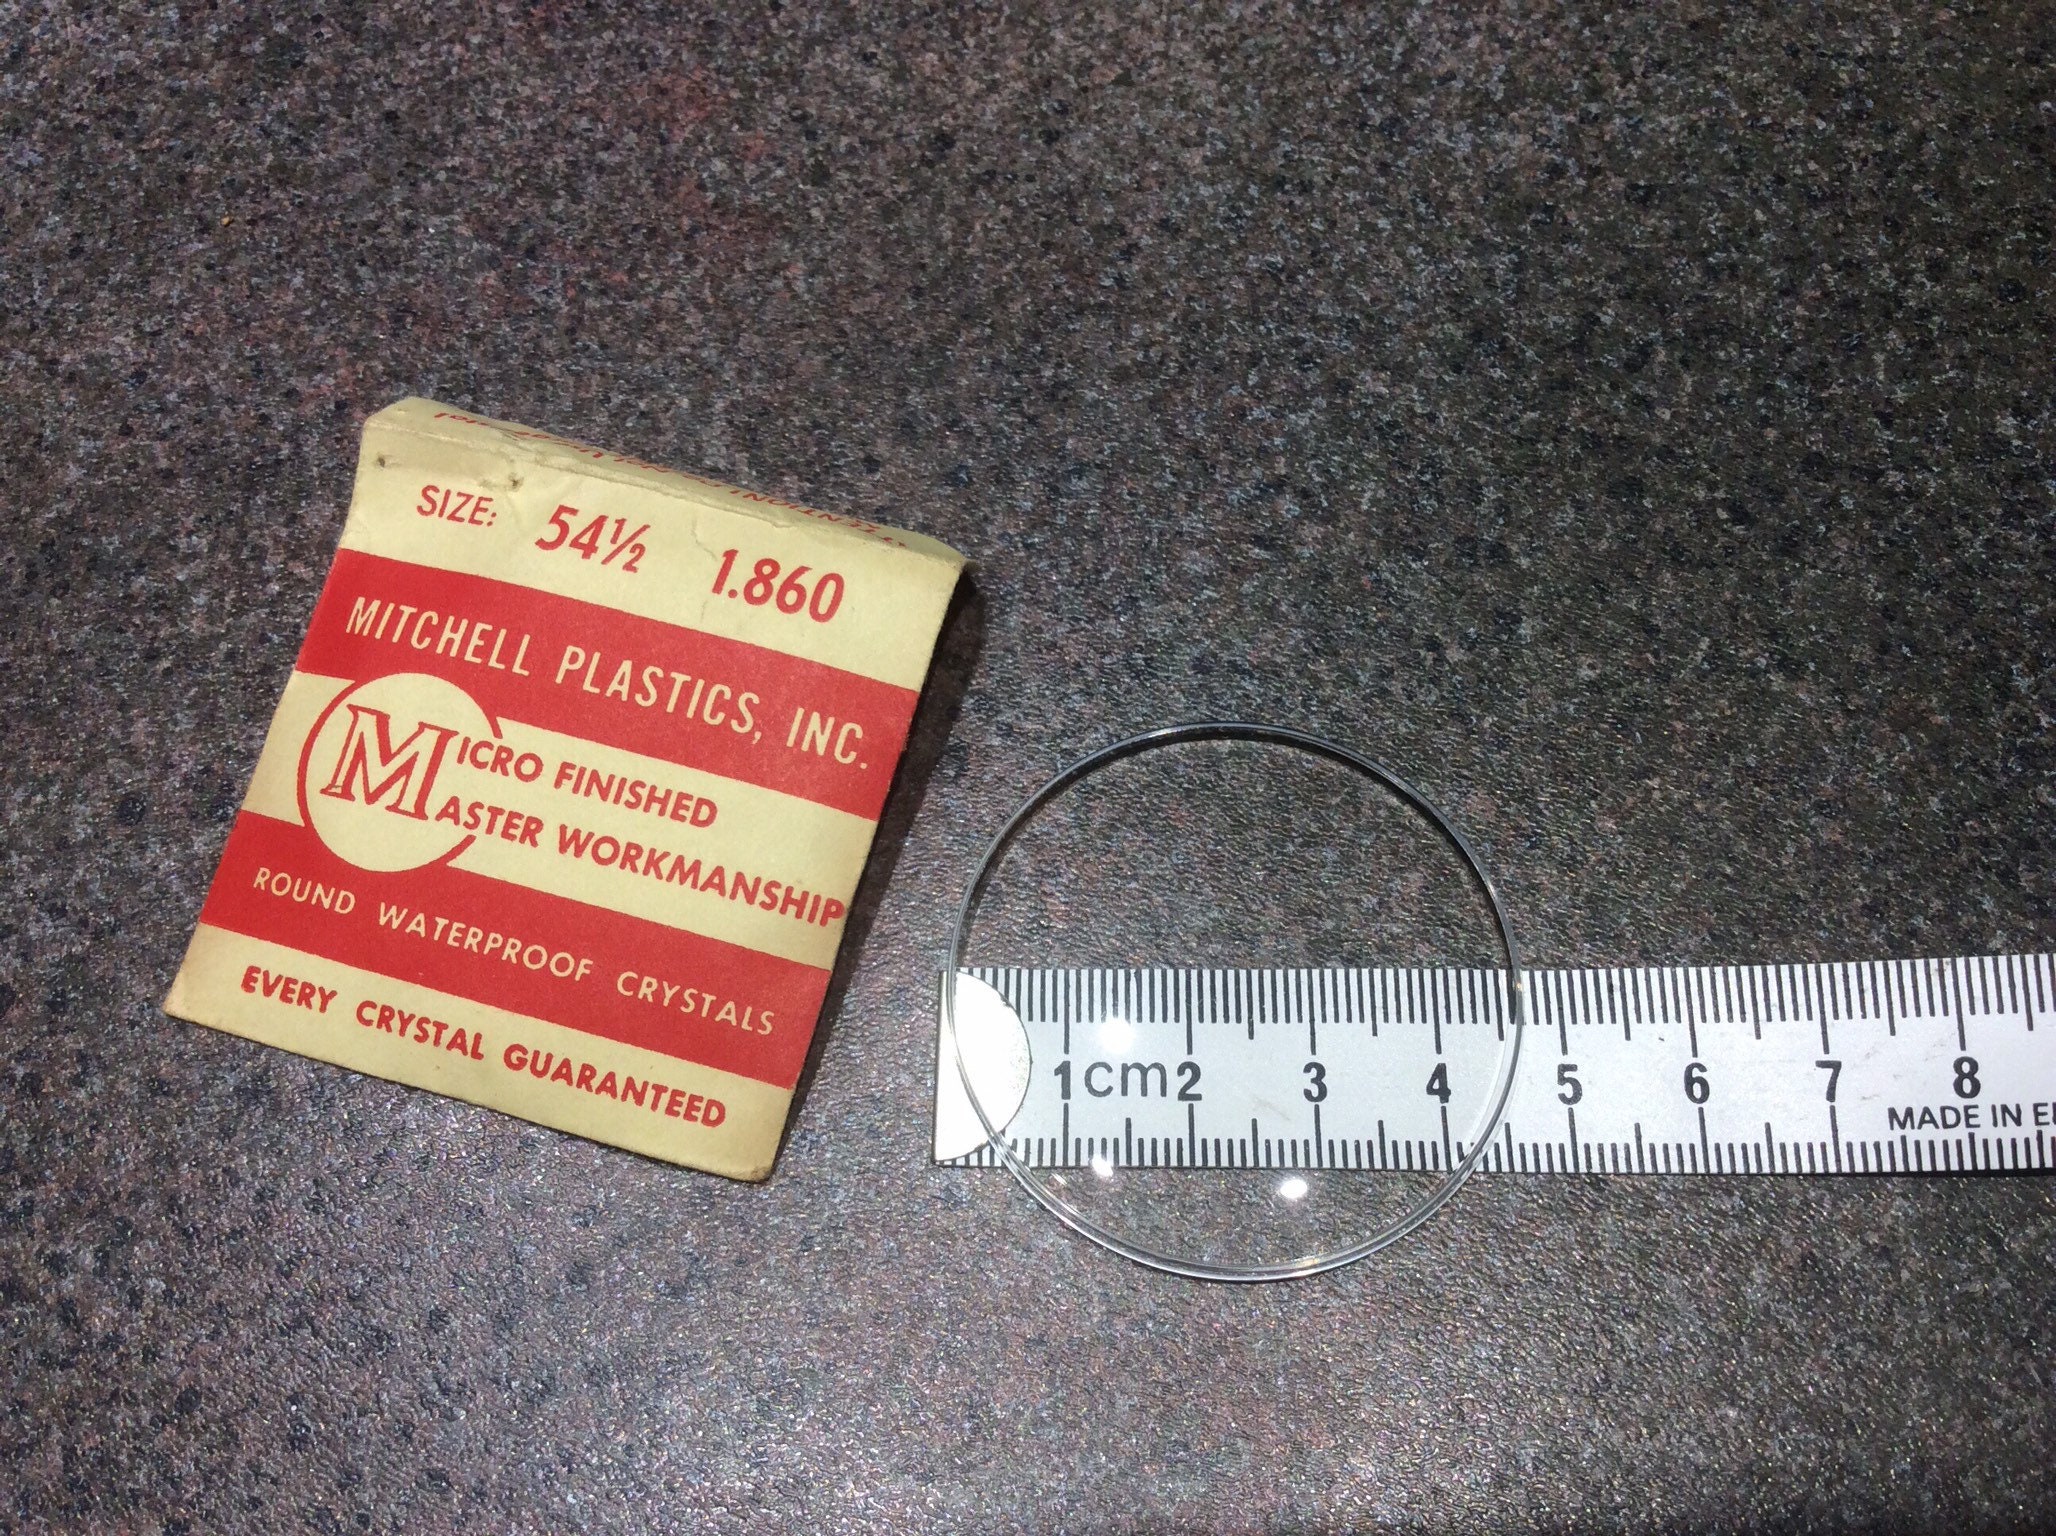 SIZE: 54½ 1.860
MITCHELL PLASTICS, INC.
MICRO FINISHED
MASTER WORKMANSHIP
ROUND WATERPROOF CRYSTALS
EVERY CRYSTAL GUARANTEED
1cm 2 3 4 5 6 7 8
MADE IN